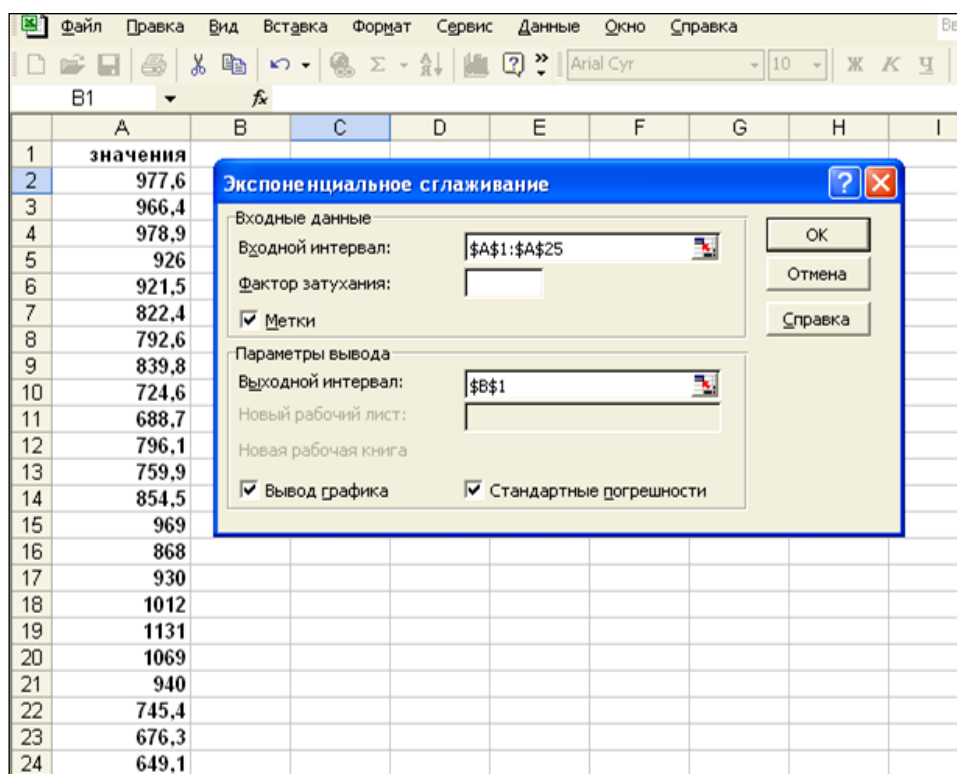 Файл Правка Вид Вставка Формат Сервис Данные Окно Справка
Arial Cyr 10 Ж К Ч
B1 fx
A B C D E F G H I
1 значения
2 977,6
3 966,4
4 978,9
5 926
6 921,5
7 822,4
8 792,6
9 839,8
10 724,6
11 688,7
12 796,1
13 759,9
14 854,5
15 969
16 868
17 930
18 1012
19 1131
20 1069
21 940
22 745,4
23 676,3
24 649,1
Экспоненциальное сглаживание
Входные данные
Входной интервал: $A$1:$A$25
Фактор затухания:
Метки
Параметры вывода
Выходной интервал: $B$1
Новый рабочий лист:
Новая рабочая книга
Вывод графика Стандартные погрешности
ОК
Отмена
Справка